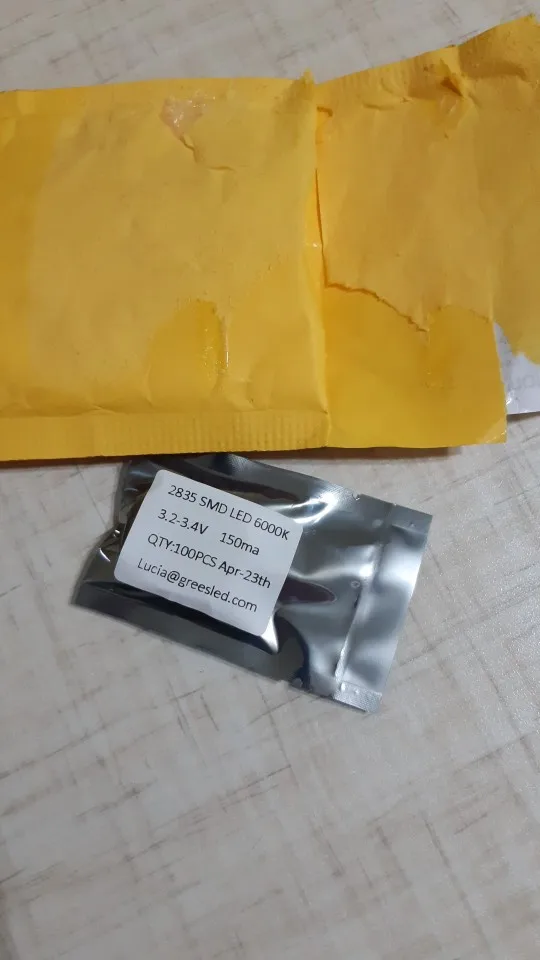 2835 SMD LED 6000K
3.2-3.4V 150ma
QTY:100PCS Apr-23th
Lucia@greesled.com